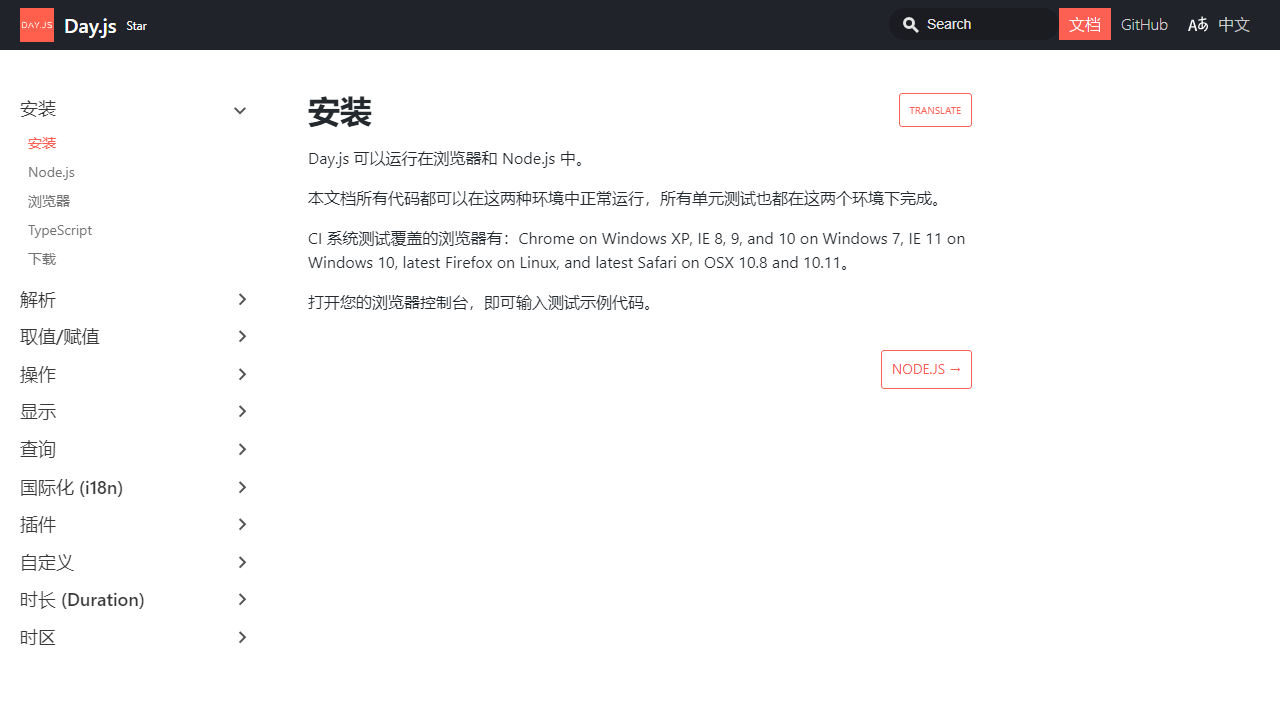 DAY.JS
Day.js
Star
Search
文档
GitHub
Aあ 中文
安装
安装
Node.js
浏览器
TypeScript
下载
解析
取值/赋值
操作
显示
查询
国际化 (i18n)
插件
自定义
时长 (Duration)
时区
安装
TRANSLATE
Day.js 可以运行在浏览器和 Node.js 中。
本文档所有代码都可以在这两种环境中正常运行，所有单元测试也都在这两个环境下完成。
CI 系统测试覆盖的浏览器有：Chrome on Windows XP, IE 8, 9, and 10 on Windows 7, IE 11 on
Windows 10, latest Firefox on Linux, and latest Safari on OSX 10.8 and 10.11。
打开您的浏览器控制台，即可输入测试示例代码。
NODE.JS →